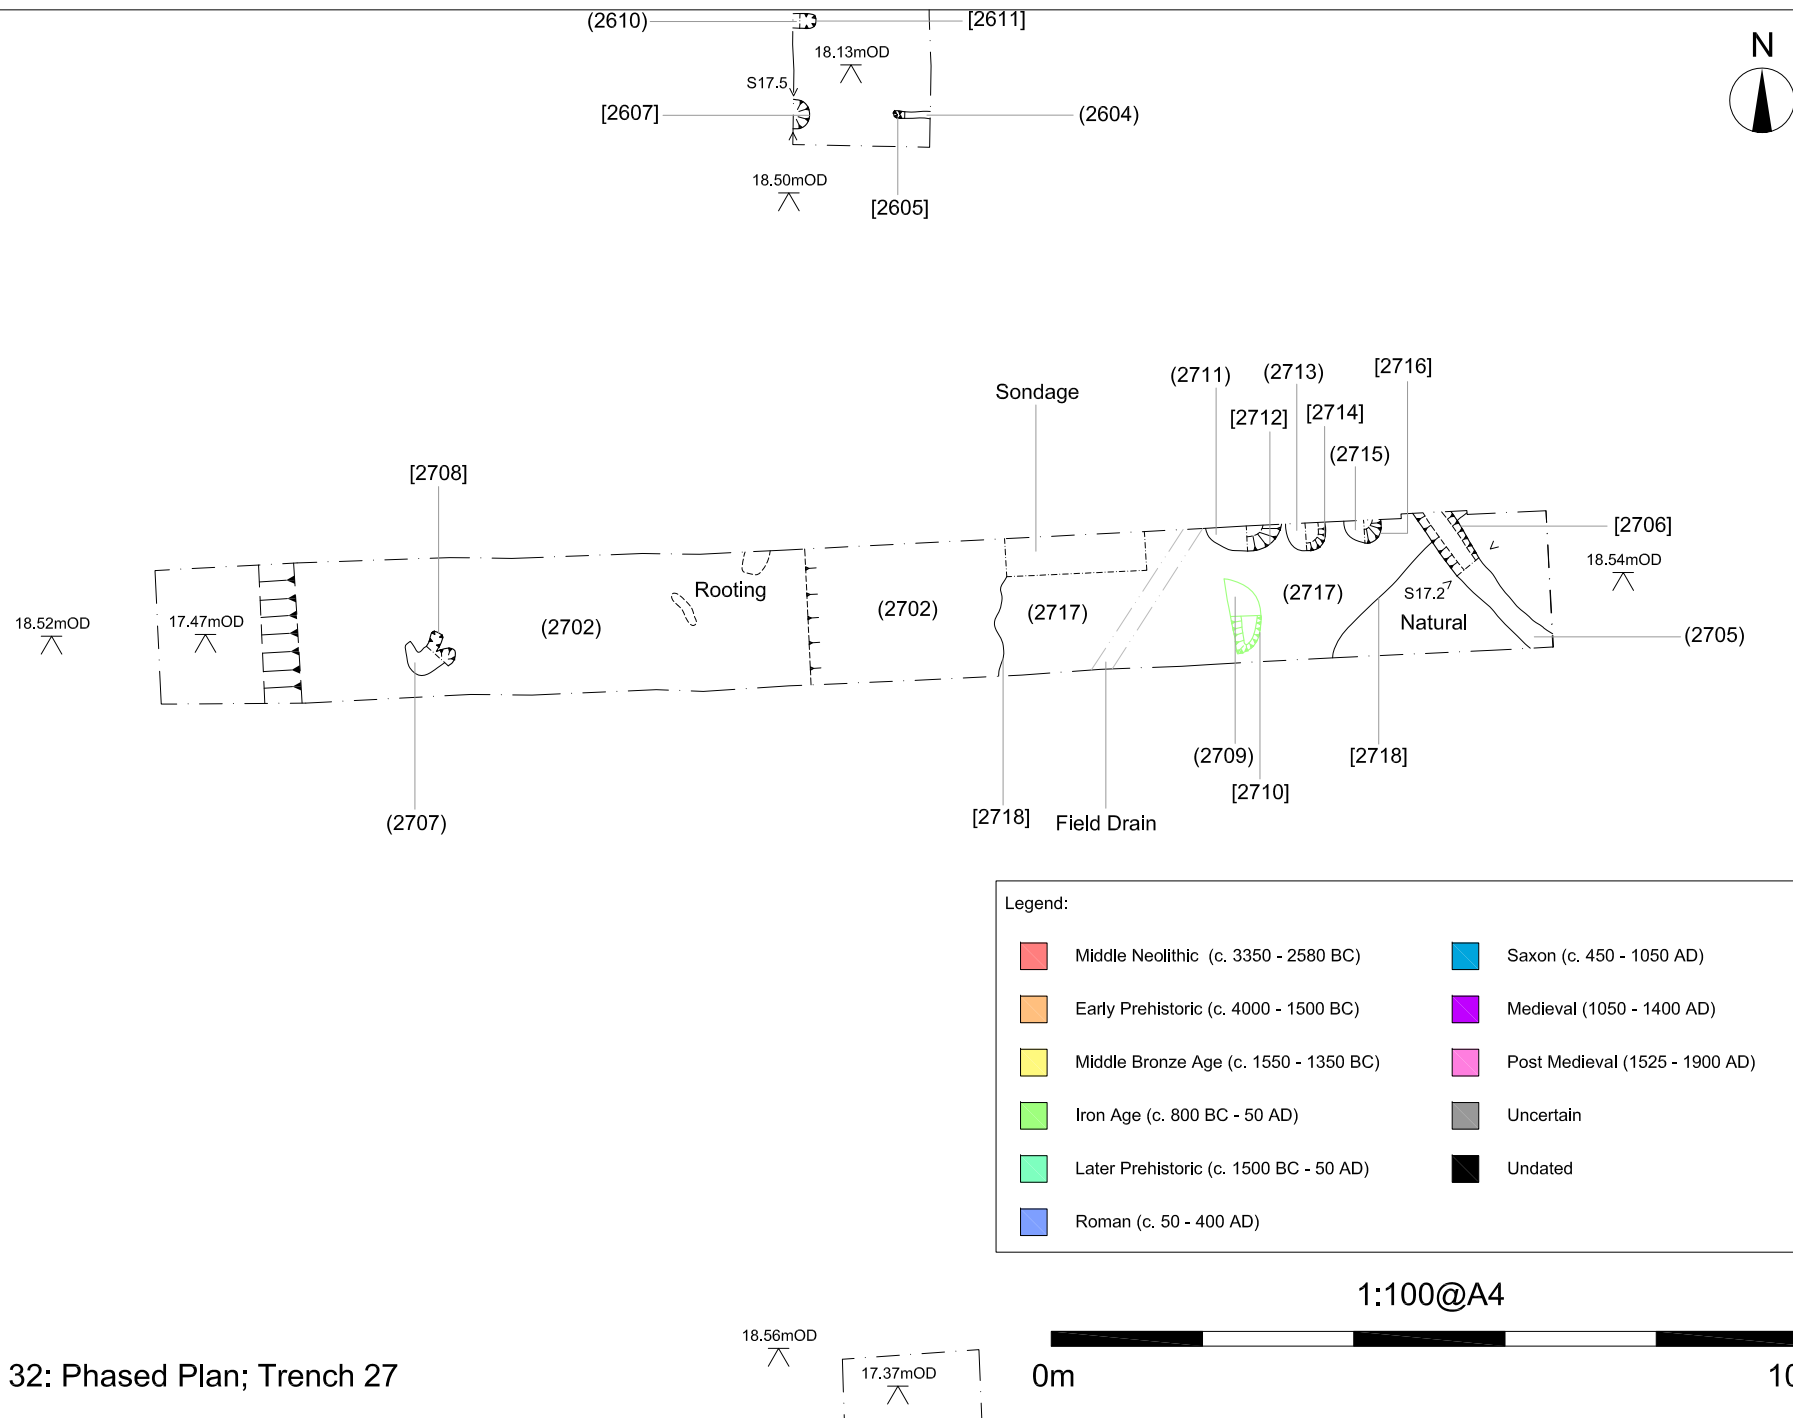 (2610)
[2611]
18.13mOD
N
S17.5
[2607]
(2604)
18.50mOD
[2605]
(2711)
(2713)
[2716]
Sondage
[2712]
[2714]
(2715)
[2708]
[2706]
18.54mOD
Rooting
S17.2
18.52mOD
17.47mOD
(2702)
(2702)
(2717)
(2717)
Natural
(2705)
(2709)
[2718]
[2710]
(2707)
[2718]
Field Drain
Legend:
Middle Neolithic (c. 3350 - 2580 BC)
Early Prehistoric (c. 4000 - 1500 BC)
Middle Bronze Age (c. 1550 - 1350 BC)
Iron Age (c. 800 BC - 50 AD)
Later Prehistoric (c. 1500 BC - 50 AD)
Roman (c. 50 - 400 AD)
Saxon (c. 450 - 1050 AD)
Medieval (1050 - 1400 AD)
Post Medieval (1525 - 1900 AD)
Uncertain
Undated
1:100@A4
0m
10
18.56mOD
17.37mOD
32: Phased Plan; Trench 27